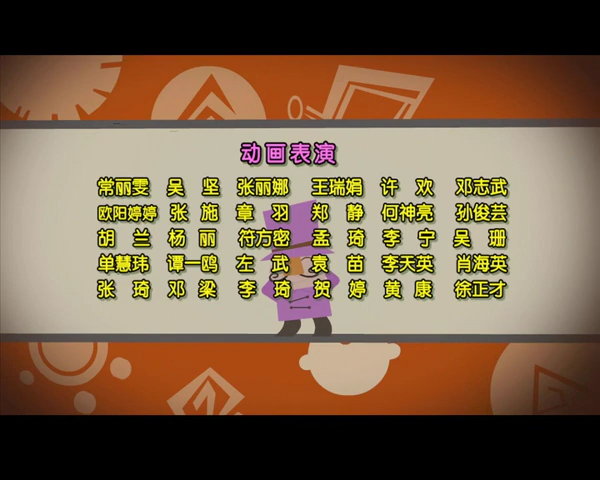 动画表演
常丽雯 吴 坚 张丽娜 王瑞娟 许 欢 邓志武
欧阳婷婷 张 施 章 羽 郑 静 何神亮 孙俊芸
胡 兰 杨 丽 符方密 孟 琦 李 宁 吴 珊
单慧玮 谭一鸥 左 武 袁 苗 李天英 肖海英
张 琦 邓 梁 李 琦 贺 婷 黄 康 徐正才